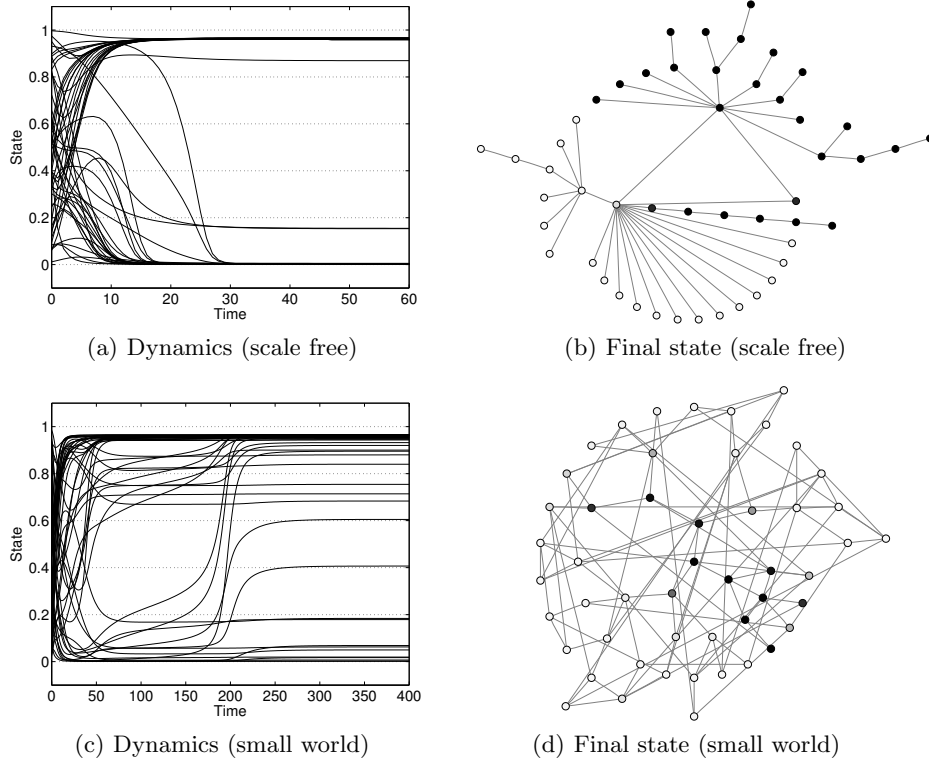 1
0.8
0.6
0.4
0.2
0
State
0 10 20 30 40 50 60
Time
(a) Dynamics (scale free)
(b) Final state (scale free)
1
0.8
0.6
0.4
0.2
0
State
0 50 100 150 200 250 300 350 400
Time
(c) Dynamics (small world)
(d) Final state (small world)